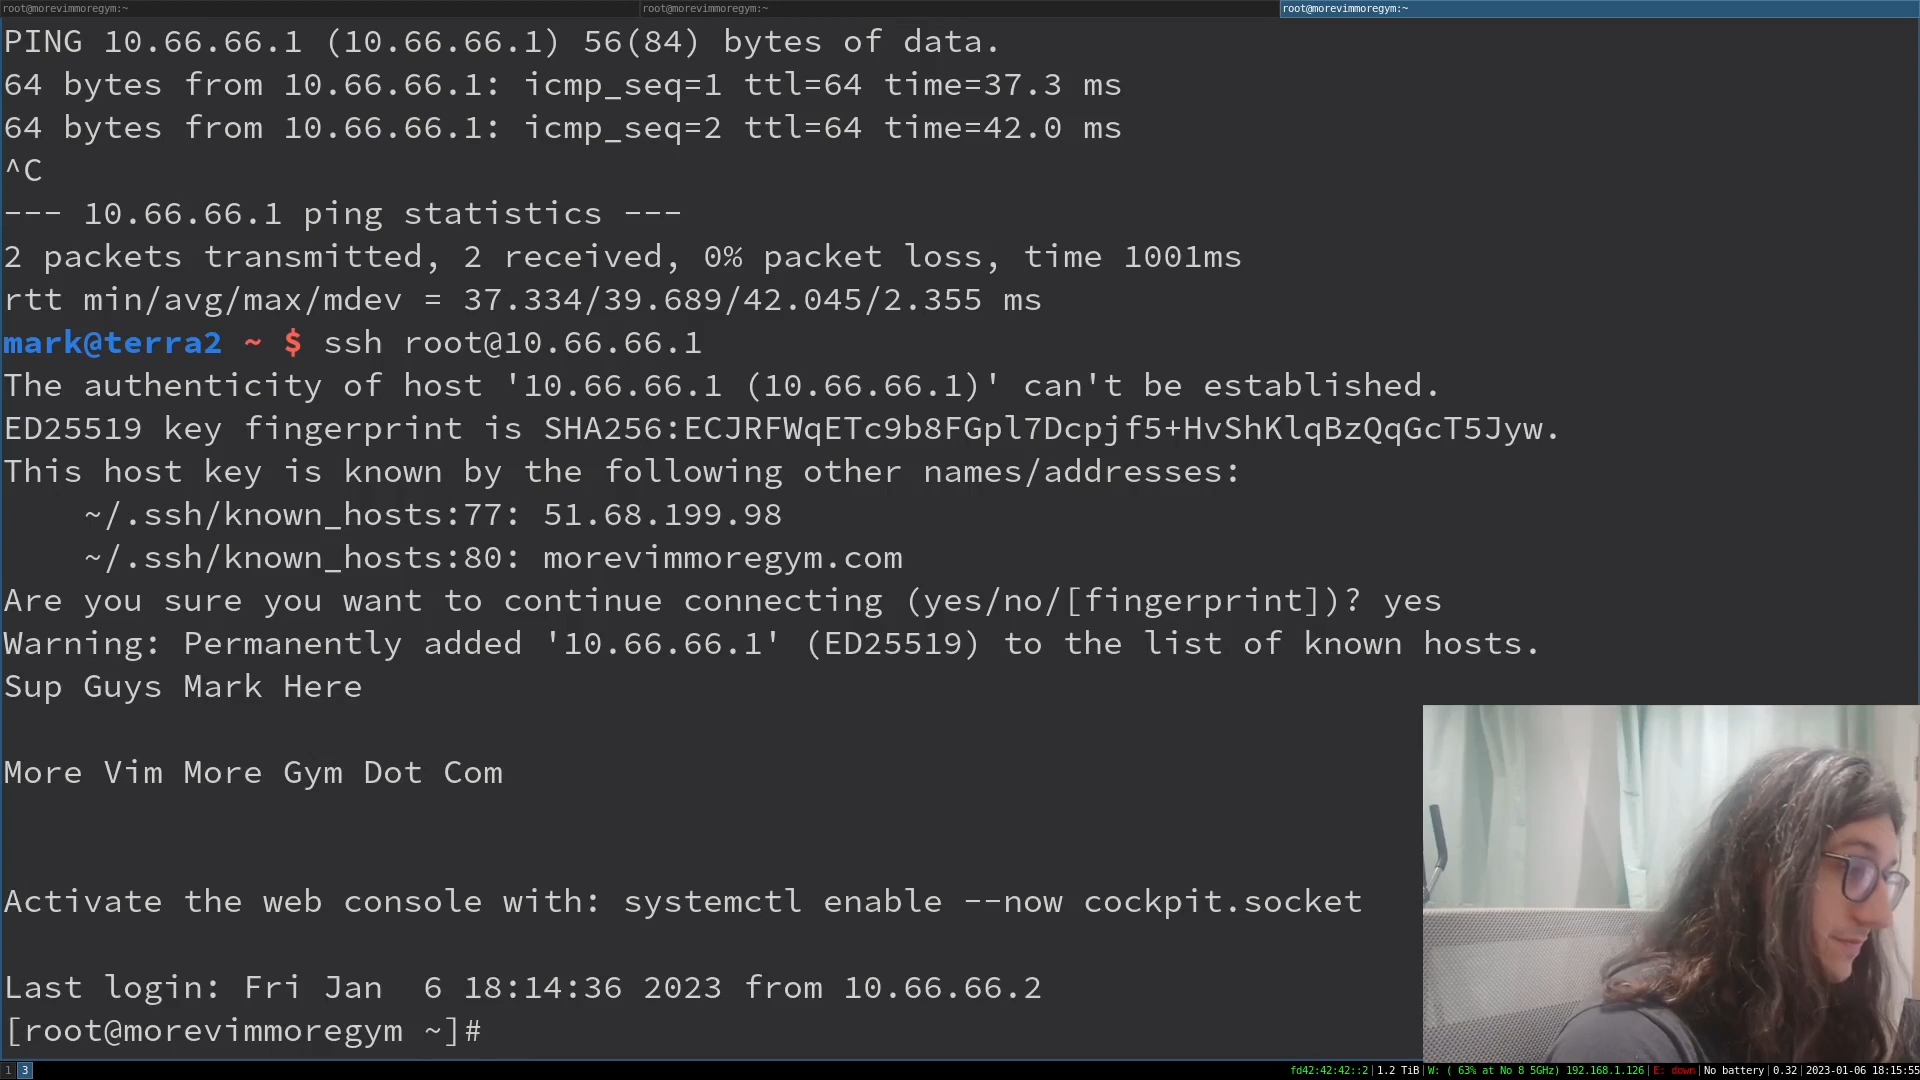 root@morevimmoregym:~ root@morevimmoregym:~ root@morevimmoregym:~
PING 10.66.66.1 (10.66.66.1) 56(84) bytes of data.
64 bytes from 10.66.66.1: icmp_seq=1 ttl=64 time=37.3 ms
64 bytes from 10.66.66.1: icmp_seq=2 ttl=64 time=42.0 ms
^C
--- 10.66.66.1 ping statistics ---
2 packets transmitted, 2 received, 0% packet loss, time 1001ms
rtt min/avg/max/mdev = 37.334/39.689/42.045/2.355 ms
mark@terra2 ~ $ ssh root@10.66.66.1
The authenticity of host '10.66.66.1 (10.66.66.1)' can't be established.
ED25519 key fingerprint is SHA256:ECJRFWqETc9b8FGpl7Dcpjf5+HvShKlqBzQqGcT5Jyw.
This host key is known by the following other names/addresses:
    ~/.ssh/known_hosts:77: 51.68.199.98
    ~/.ssh/known_hosts:80: morevimmoregym.com
Are you sure you want to continue connecting (yes/no/[fingerprint])? yes
Warning: Permanently added '10.66.66.1' (ED25519) to the list of known hosts.
Sup Guys Mark Here
More Vim More Gym Dot Com
Activate the web console with: systemctl enable --now cockpit.socket
Last login: Fri Jan  6 18:14:36 2023 from 10.66.66.2
[root@morevimmoregym ~]#
1 3 fd42:42:42::2|1.2 TiB|W: ( 63% at No 8 5GHz) 192.168.1.126|E: down|No battery|0.32|2023-01-06 18:15:55